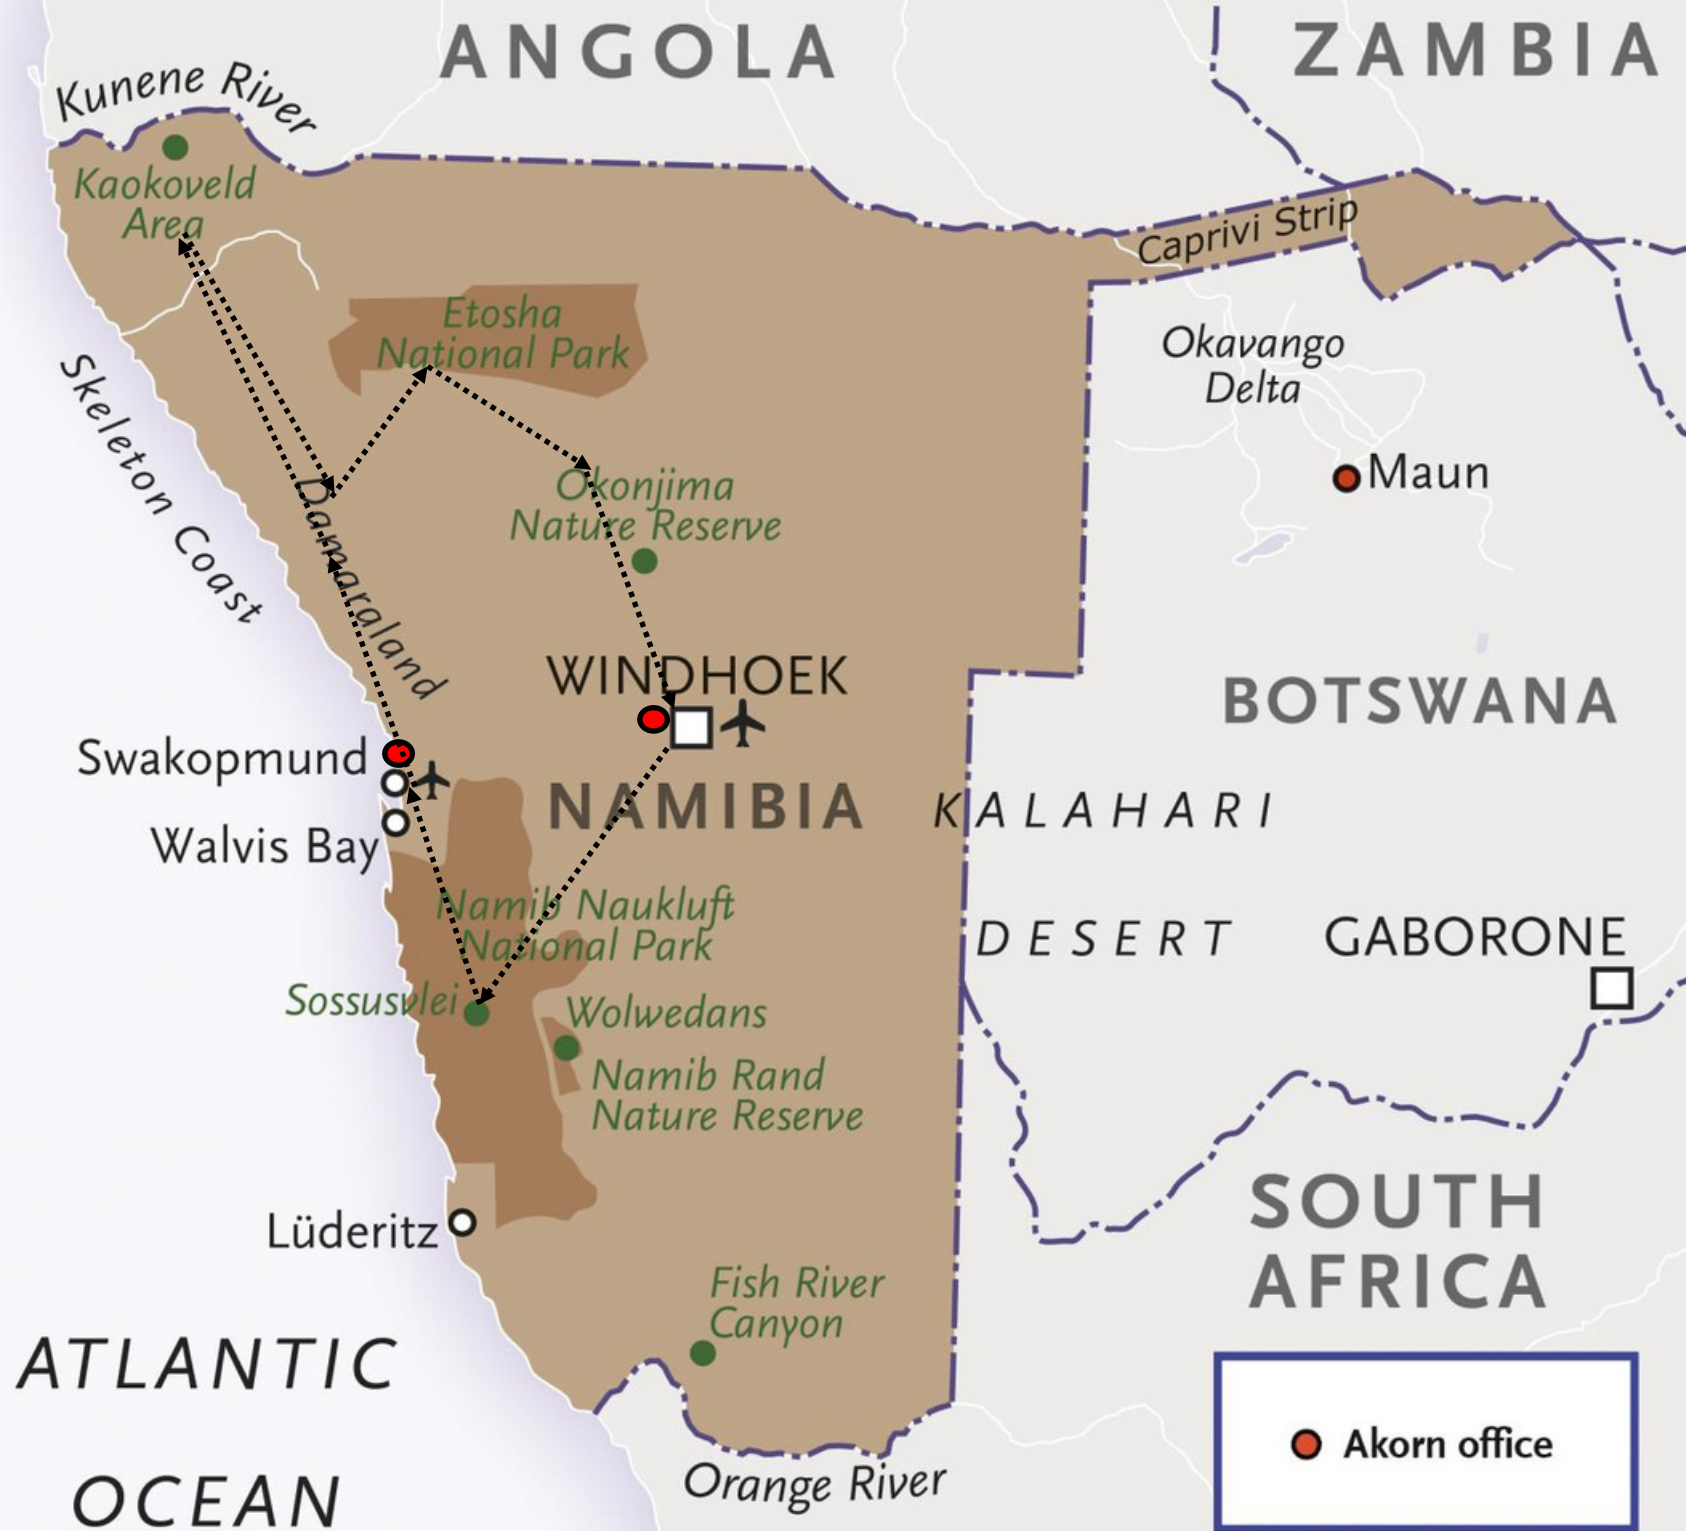 ANGOLA
ZAMBIA
Kunene River
Kaokoveld
Area
Caprivi Strip
Etosha
National Park
Okavango
Delta
Skeleton Coast
Maun
Okonjima
Nature Reserve
Damaraland
WINDHOEK
BOTSWANA
Swakopmund
NAMIBIA
KALAHARI
Walvis Bay
Namib Naukluft
National Park
DESERT
GABORONE
Sossusvlei
Wolwedans
Namib Rand
Nature Reserve
SOUTH
AFRICA
Lüderitz
Fish River
Canyon
ATLANTIC
OCEAN
Akorn office
Orange River